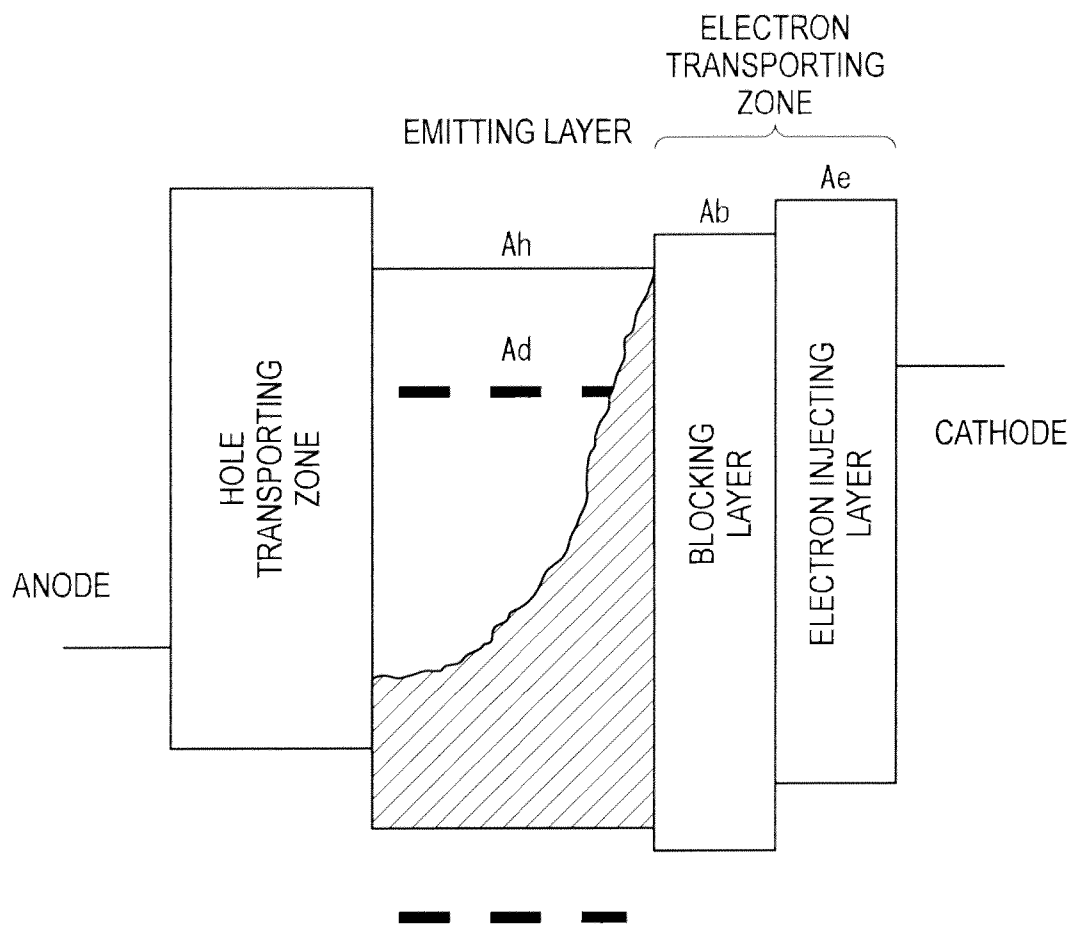 ELECTRON
TRANSPORTING
ZONE
EMITTING LAYER
Ae
Ab
Ah
Ad
HOLE
TRANSPORTING
ZONE
BLOCKING
LAYER
ELECTRON INJECTING
LAYER
CATHODE
ANODE